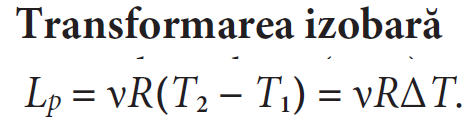 Transformarea izobară
Lₚ = νR(T₂ − T₁) = νRΔT.